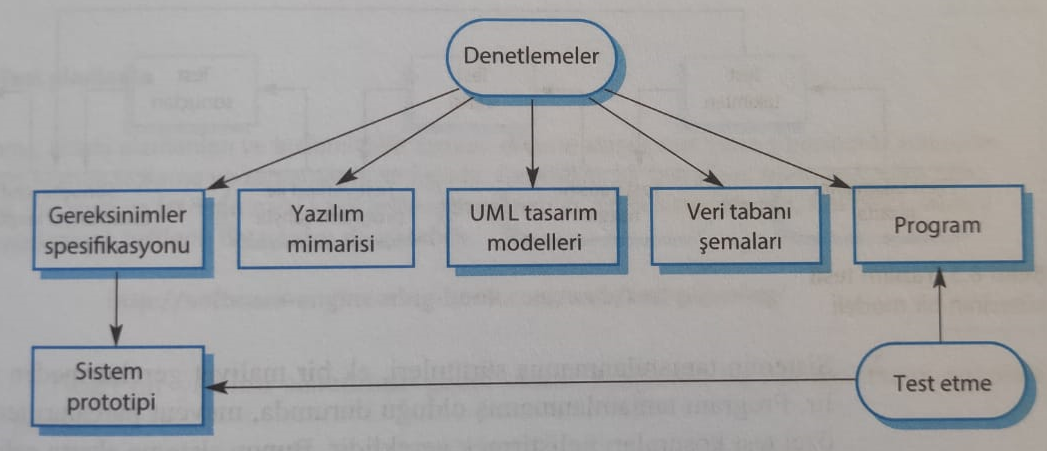 Denetlemeler
Gereksinimler
spesifikasyonu
Yazılım
mimarisi
UML tasarım
modelleri
Veri tabanı
şemaları
Program
Sistem
prototipi
Test etme